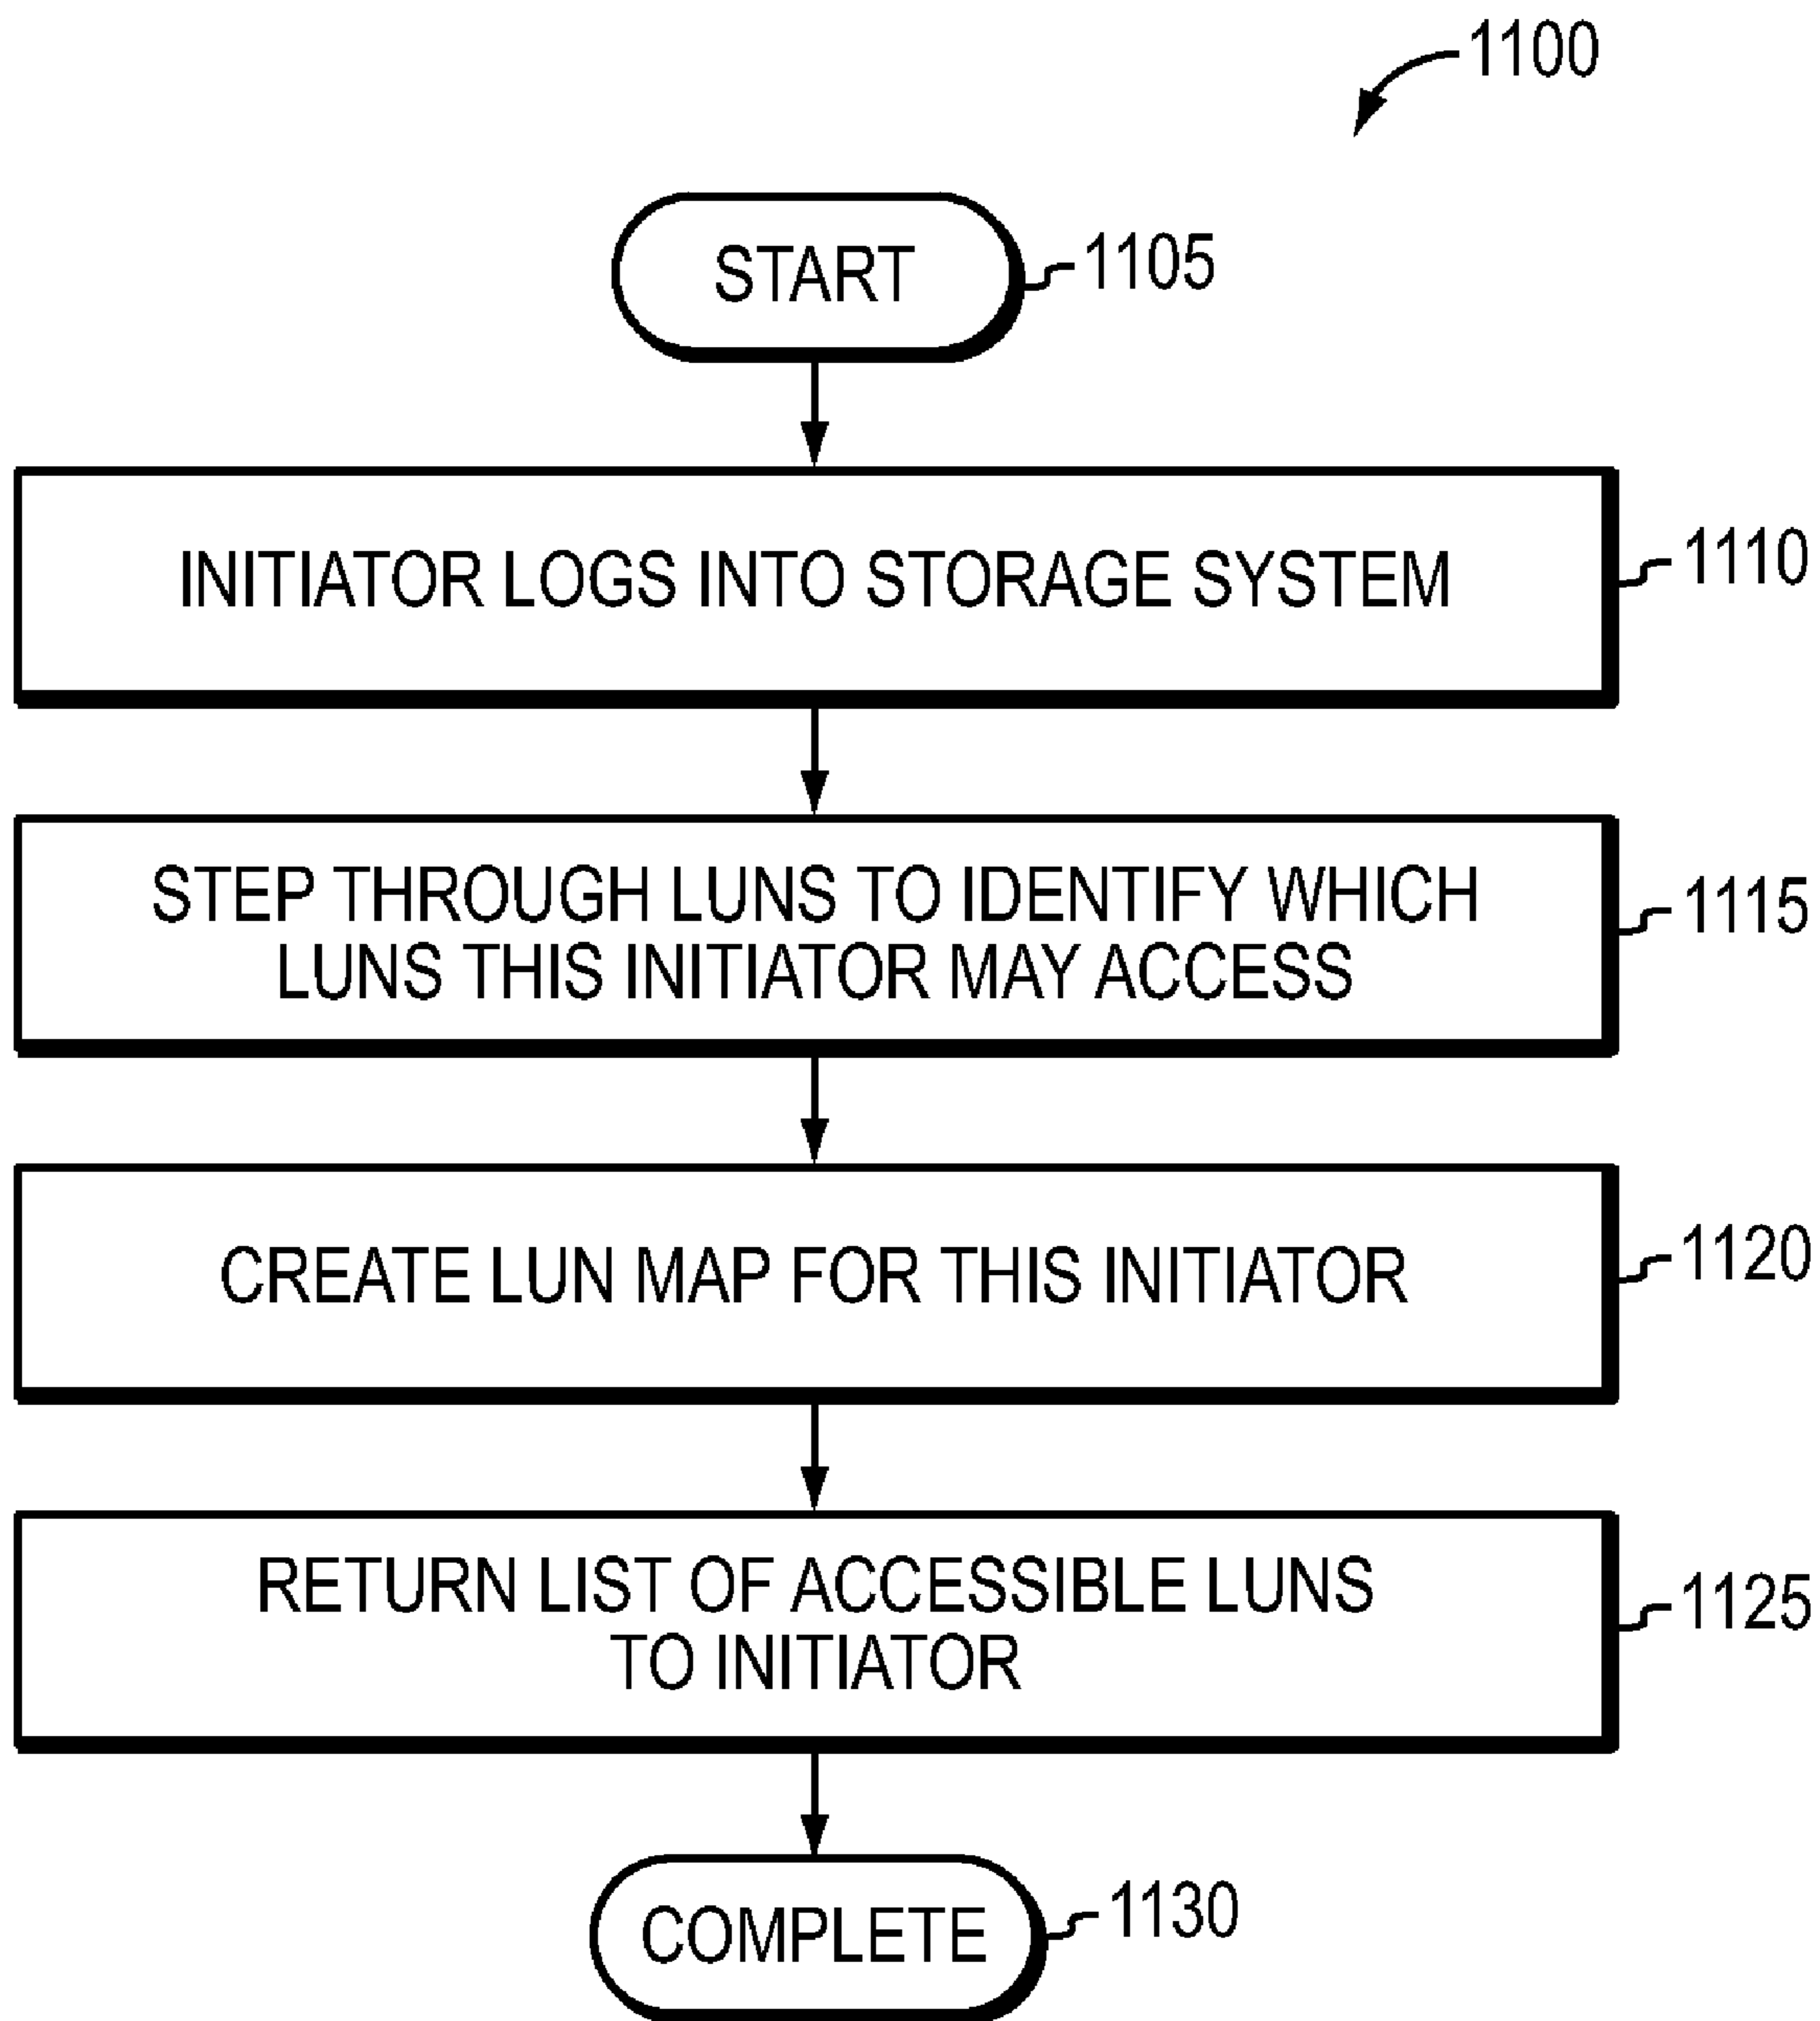 1100
START
1105
INITIATOR LOGS INTO STORAGE SYSTEM
1110
STEP THROUGH LUNS TO IDENTIFY WHICH
LUNS THIS INITIATOR MAY ACCESS
1115
CREATE LUN MAP FOR THIS INITIATOR
1120
RETURN LIST OF ACCESSIBLE LUNS
TO INITIATOR
1125
COMPLETE
1130